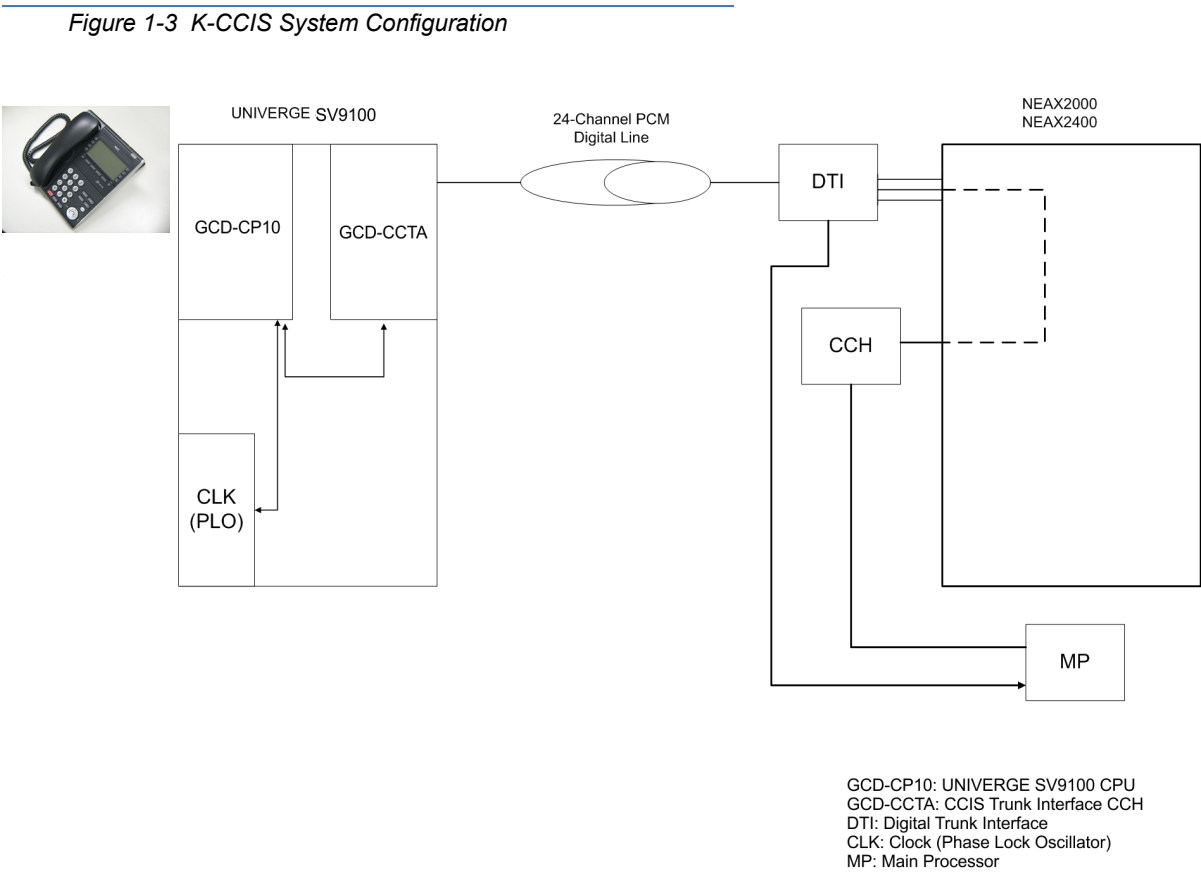 Figure 1-3 K-CCIS System Configuration
UNIVERGE SV9100
24-Channel PCM
Digital Line
NEAX2000
NEAX2400
GCD-CP10
GCD-CCTA
DTI
CCH
CLK
(PLO)
MP
GCD-CP10: UNIVERGE SV9100 CPU
GCD-CCTA: CCIS Trunk Interface CCH
DTI: Digital Trunk Interface
CLK: Clock (Phase Lock Oscillator)
MP: Main Processor